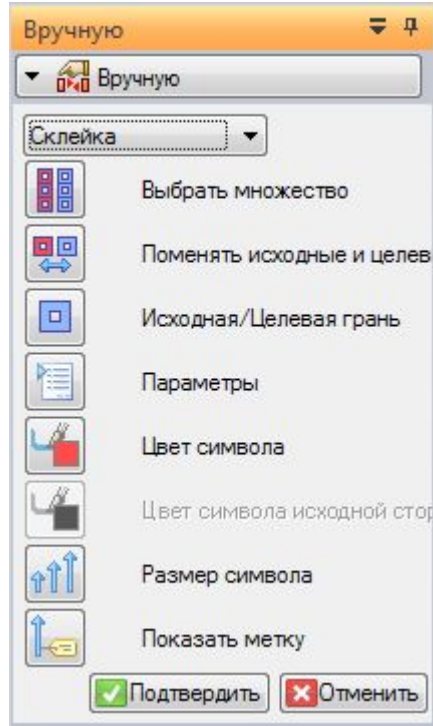 Вручную
Вручную
Склейка
Выбрать множество
Поменять исходные и целев
Исходная/Целевая грань
Параметры
Цвет символа
Цвет символа исходной стор
Размер символа
Показать метку
Подтвердить Отменить